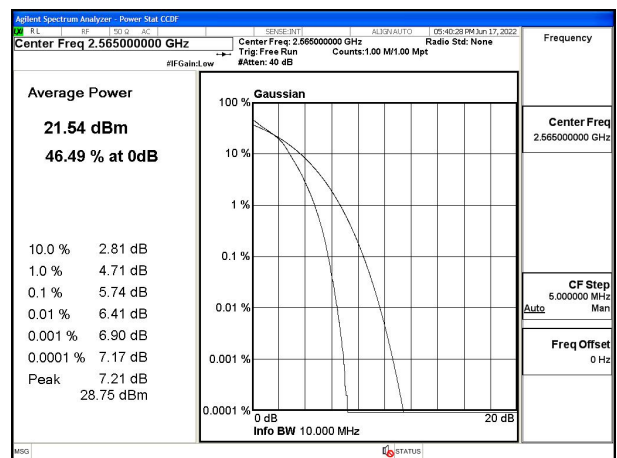 Agilent Spectrum Analyzer - Power Stat CCDF
RL RF 50 Ω AC SENSE:INT ALIGN AUTO 05:40:28 PM Jun 17, 2022
Center Freq 2.565000000 GHz
Center Freq: 2.565000000 GHz Radio Std: None
Trig: Free Run Counts:1.00 M/1.00 Mpt
#IFGain:Low #Atten: 40 dB
Frequency
Average Power
21.54 dBm
46.49 % at 0dB
10.0 % 2.81 dB
1.0 % 4.71 dB
0.1 % 5.74 dB
0.01 % 6.41 dB
0.001 % 6.90 dB
0.0001 % 7.17 dB
Peak 7.21 dB
28.75 dBm
Gaussian
100 %
10 %
1 %
0.1 %
0.01 %
0.001 %
0.0001 %
0 dB 20 dB
Info BW 10.000 MHz
Center Freq
2.565000000 GHz
CF Step
5.000000 MHz
Auto Man
Freq Offset
0 Hz
MSG STATUS